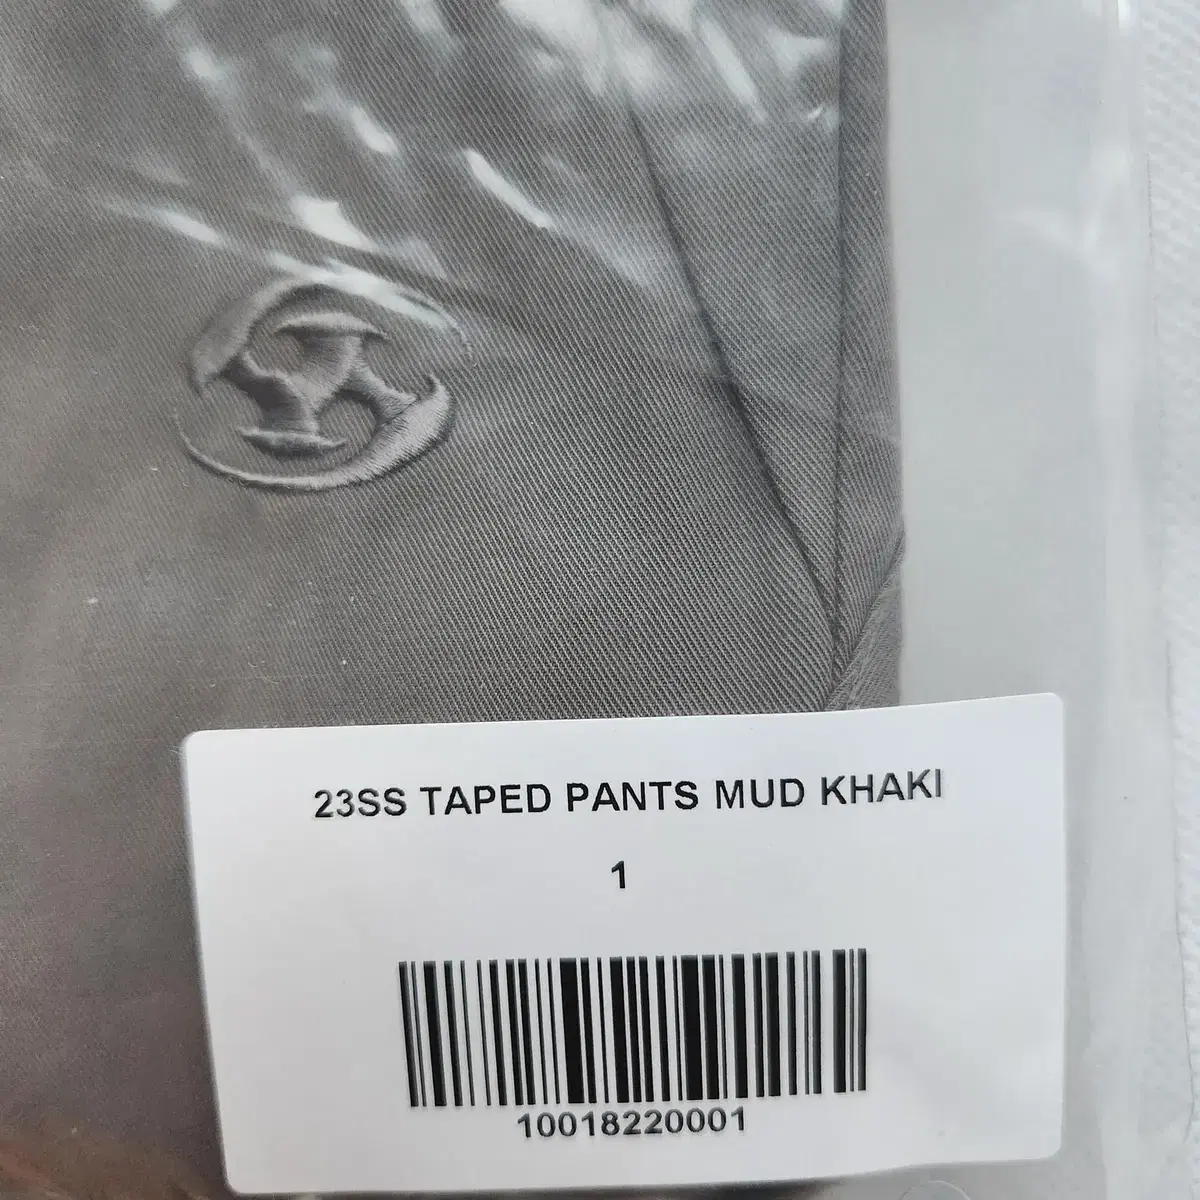 23SS TAPED PANTS MUD KHAKI
1
10018220001